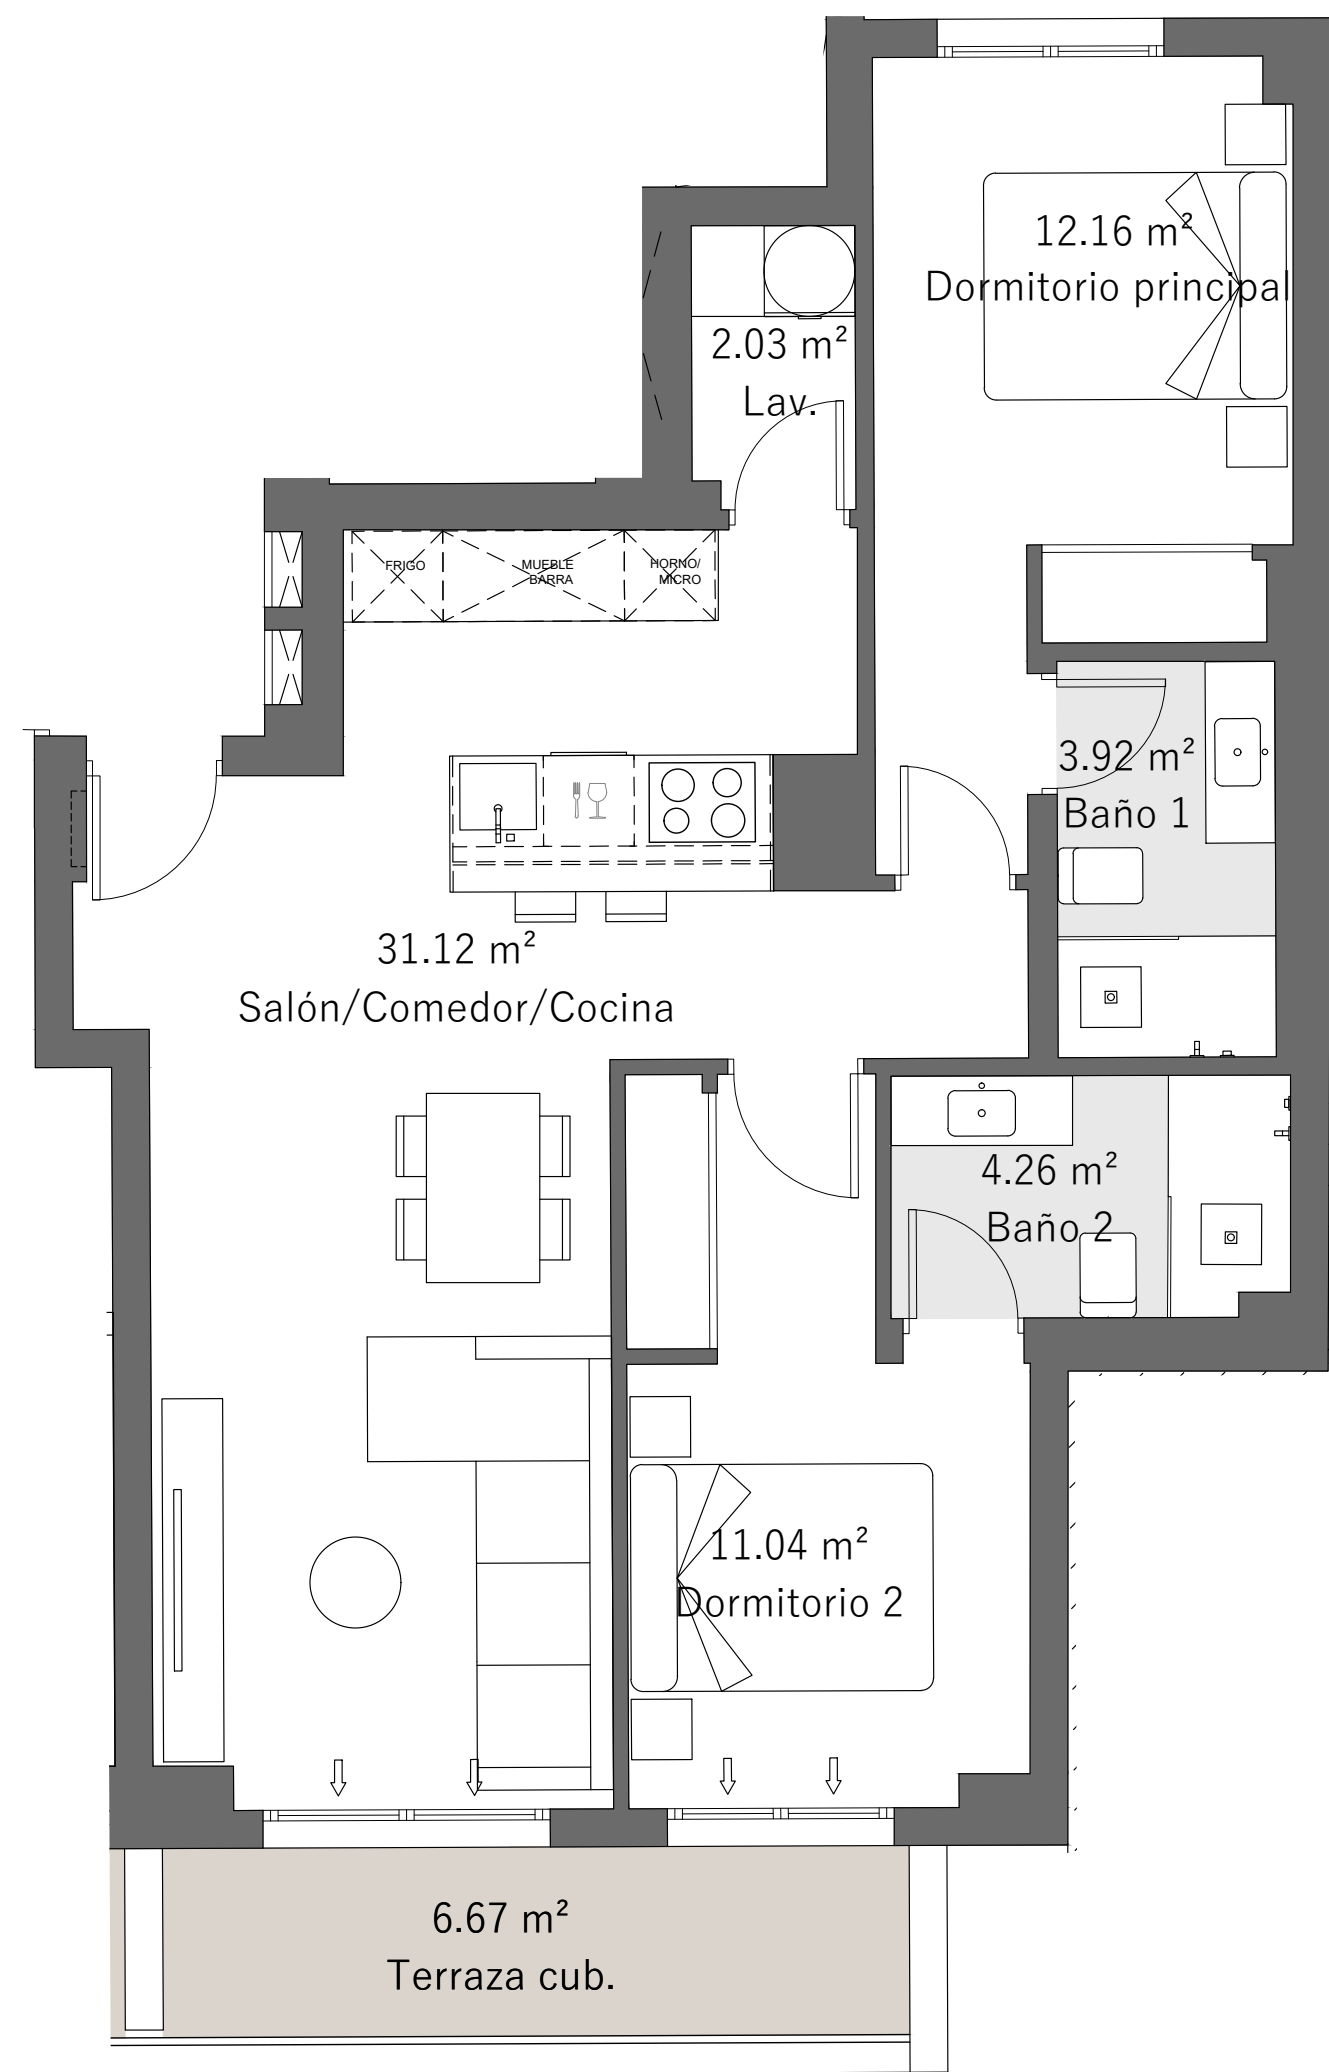 12.16 m²
Dormitorio principal
2.03 m²
Lav.
FRIGO
MUEBLE
BARRA
HORNO/
MICRO
3.92 m²
Baño 1
31.12 m²
Salón/Comedor/Cocina
4.26 m²
Baño 2
11.04 m²
Dormitorio 2
6.67 m²
Terraza cub.